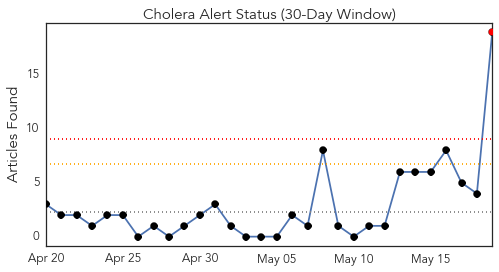 Cholera Alert Status (30-Day Window)
Articles Found
15
10
5
0
Apr 20 Apr 25 Apr 30 May 05 May 10 May 15